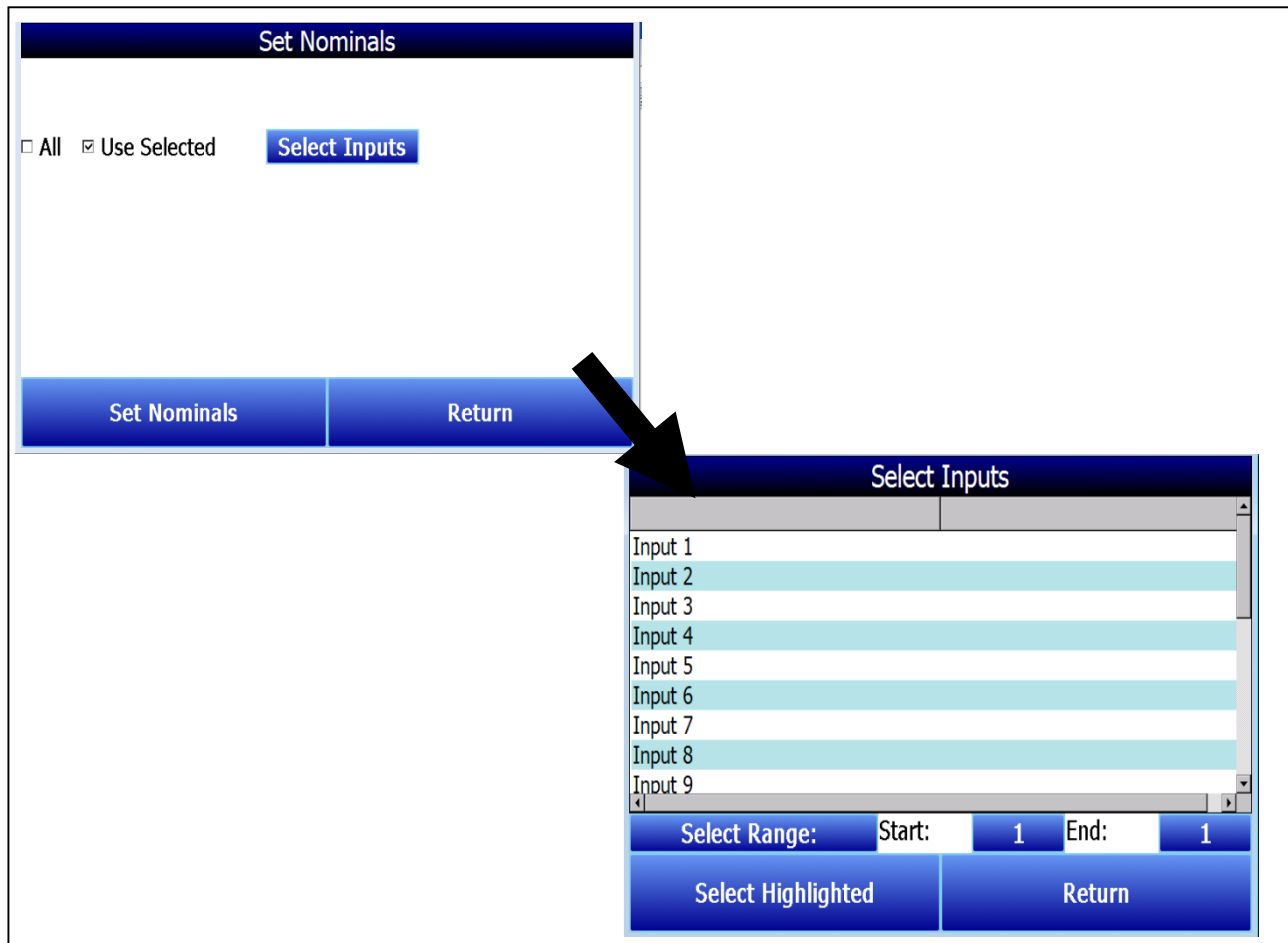 Set Nominals
All Use Selected Select Inputs
Set Nominals Return
Select Inputs
Input 1
Input 2
Input 3
Input 4
Input 5
Input 6
Input 7
Input 8
Input 9
Select Range: Start: 1 End: 1
Select Highlighted Return